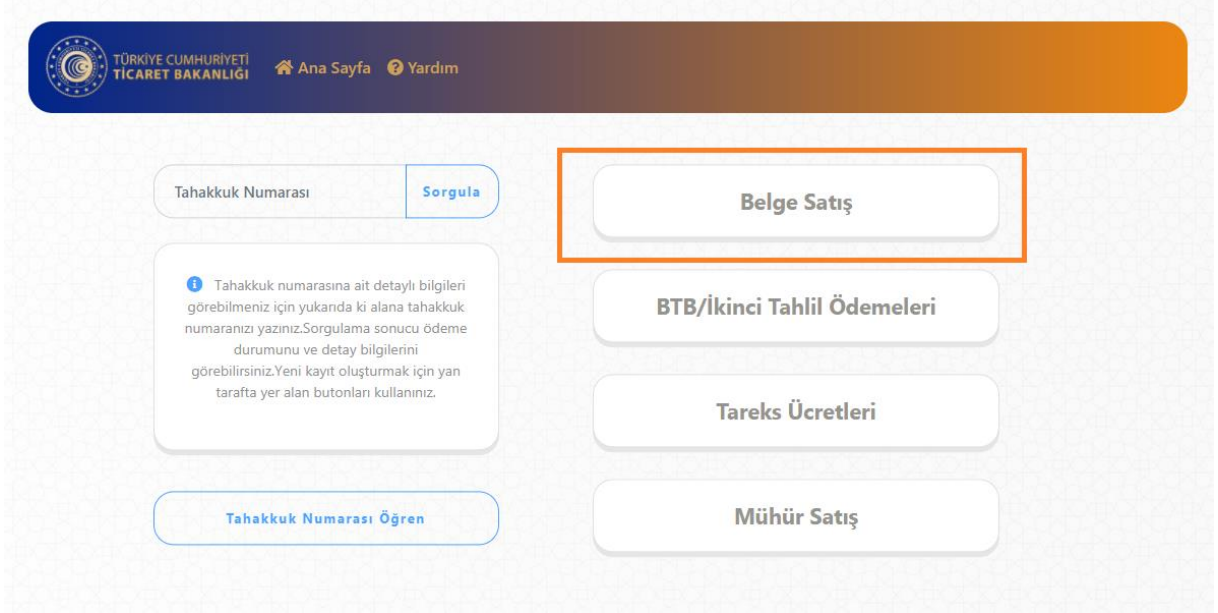 TÜRKİYE CUMHURİYETİ
TİCARET BAKANLIĞI
Ana Sayfa
Yardım
Tahakkuk Numarası
Sorgula
Tahakkuk numarasına ait detaylı bilgileri
görebilmeniz için yukarıda ki alana tahakkuk
numaranızı yazınız.Sorgulama sonucu ödeme
durumunu ve detay bilgilerini
görebilirsiniz.Yeni kayıt oluşturmak için yan
tarafta yer alan butonları kullanınız.
Tahakkuk Numarası Öğren
Belge Satış
BTB/İkinci Tahlil Ödemeleri
Tareks Ücretleri
Mühür Satış